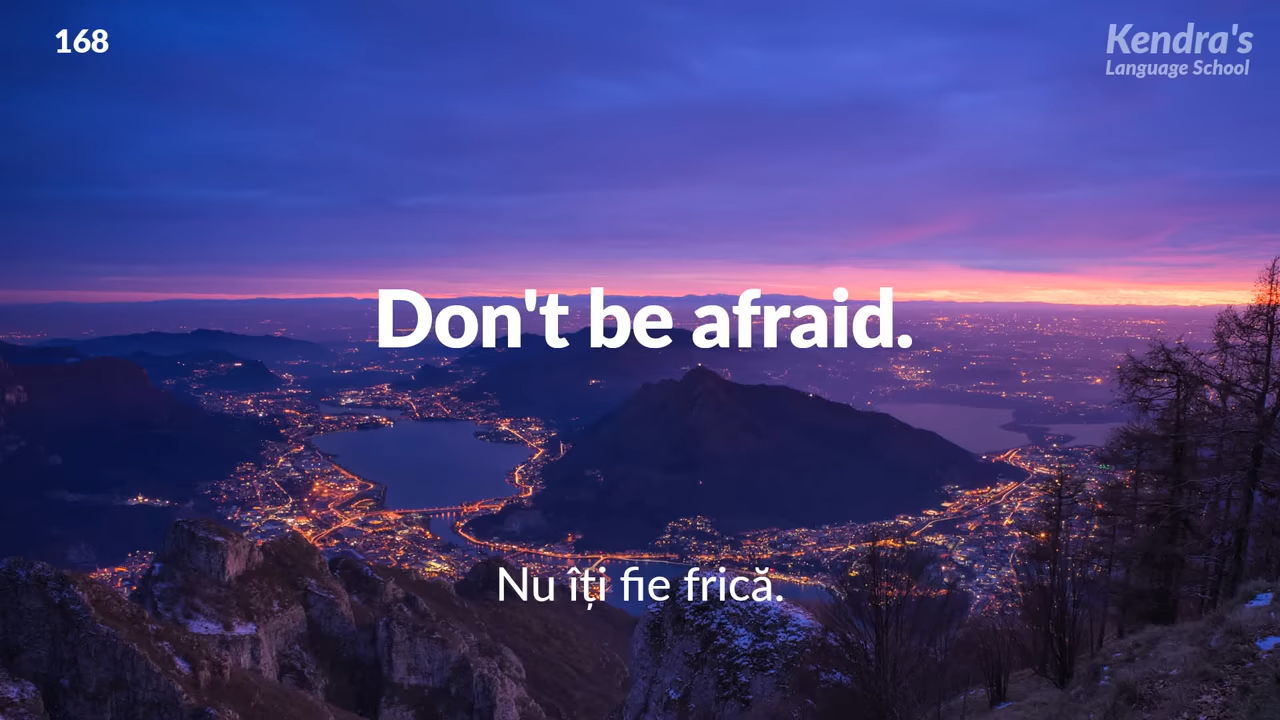 168
Kendra's
Language School
Don't be afraid.
Nu îți fie frică.